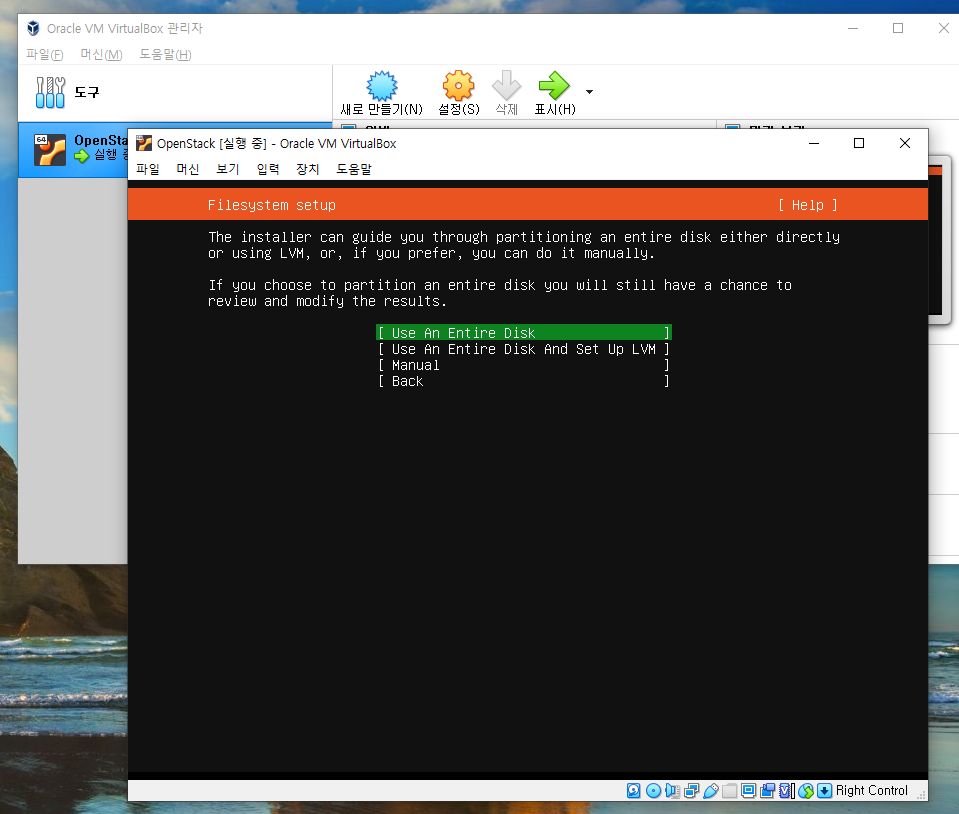 Oracle VM VirtualBox 관리자
파일(F) 머신(M) 도움말(H)
도구
새로 만들기(N) 설정(S) 삭제 표시(H)
64
실행
OpenStack [실행 중] - Oracle VM VirtualBox
파일 머신 보기 입력 장치 도움말
Filesystem setup [ Help ]
The installer can guide you through partitioning an entire disk either directly
or using LVM, or, if you prefer, you can do it manually.
If you choose to partition an entire disk you will still have a chance to
review and modify the results.
[ Use An Entire Disk ]
[ Use An Entire Disk And Set Up LVM ]
[ Manual ]
[ Back ]
Right Control